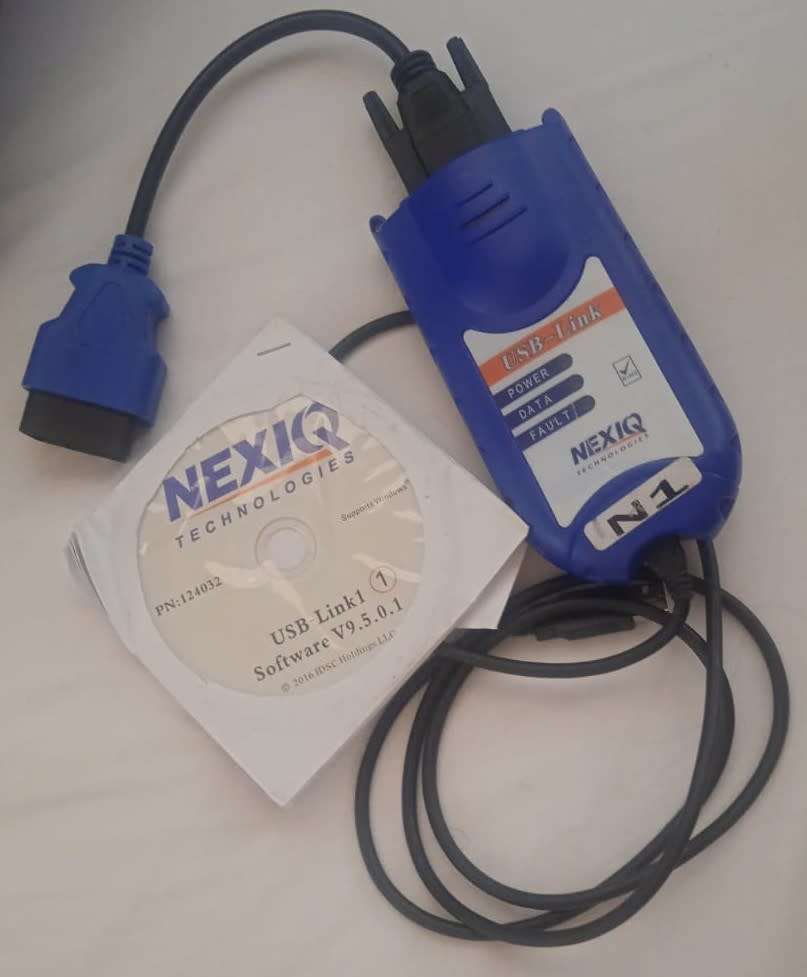 USB-Link
POWER
DATA
FAULT
NEXIQ
TECHNOLOGIES
N1
NEXIQ
TECHNOLOGIES
Supports Windows
PN:124032
1
USB-Link1
Software V9.5.0.1
© 2016 IDSC Holdings LLC